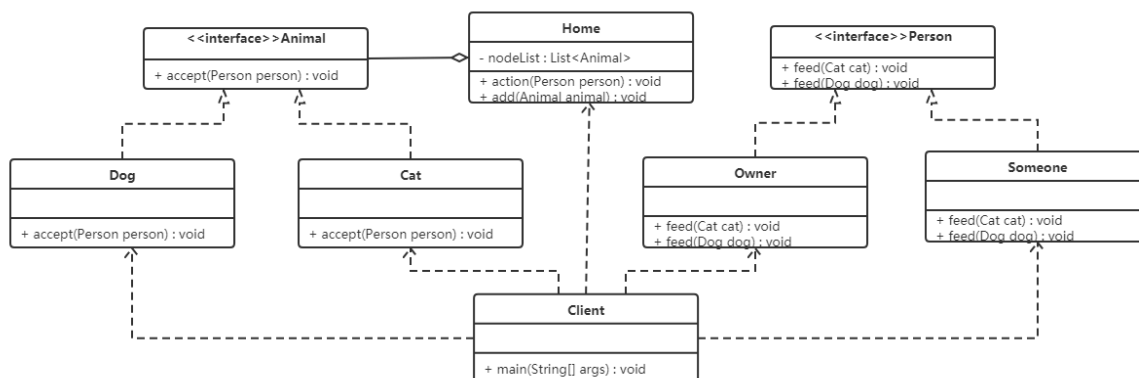 <<interface>>Animal
+ accept(Person person) : void
Home
- nodeList : List<Animal>
+ action(Person person) : void
+ add(Animal animal) : void
<<interface>>Person
+ feed(Cat cat) : void
+ feed(Dog dog) : void
Dog
+ accept(Person person) : void
Cat
+ accept(Person person) : void
Owner
+ feed(Cat cat) : void
+ feed(Dog dog) : void
Someone
+ feed(Cat cat) : void
+ feed(Dog dog) : void
Client
+ main(String[] args) : void